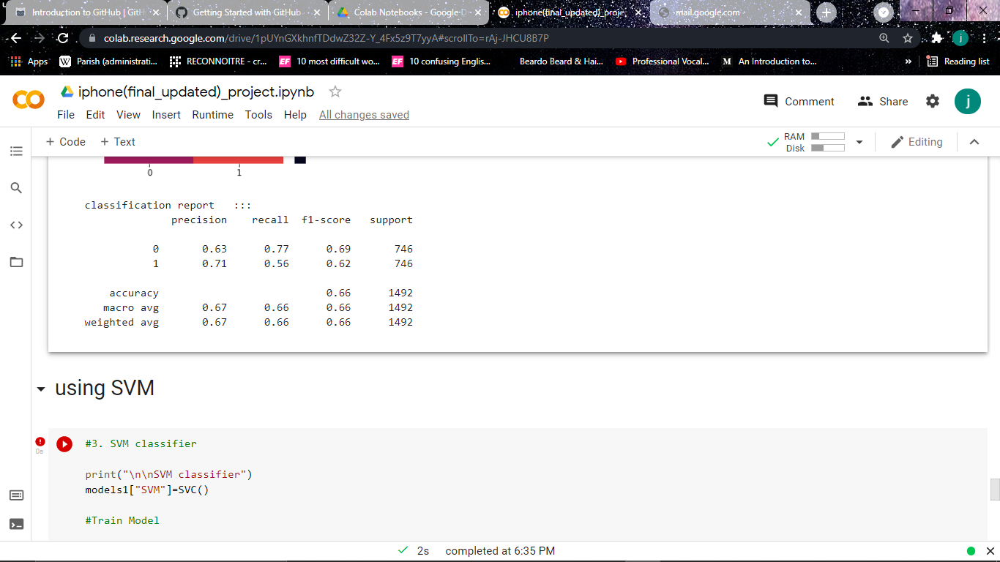 Introduction to GitHub | GitH
Getting Started with GitHub
Colab Notebooks - Google D
iphone(final_updated)_proje
mail.google.com
colab.research.google.com/drive/1pUYnGXkhnfTDdwZ32Z-Y_4Fx5z9T7yyA#scrollTo=rAj-JHCU8B7P
j
Apps
Parish (administrati...
RECONNOITRE - cr...
EF 10 most difficult wo...
EF 10 confusing Englis...
Beardo Beard & Hai...
Professional Vocal...
M An Introduction to...
»
Reading list
iphone(final_updated)_project.ipynb
Comment
Share
j
File Edit View Insert Runtime Tools Help All changes saved
+ Code + Text
RAM
Disk
Editing
0 1
classification report :::
precision recall f1-score support
0 0.63 0.77 0.69 746
1 0.71 0.56 0.62 746
accuracy 0.66 1492
macro avg 0.67 0.66 0.66 1492
weighted avg 0.67 0.66 0.66 1492
using SVM
0s
#3. SVM classifier
print("\n\nSVM classifier")
models1["SVM"]=SVC()
#Train Model
2s completed at 6:35 PM